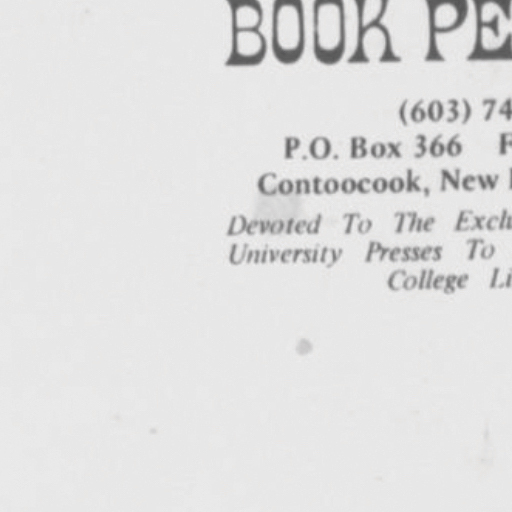 BOOK PE
(603) 74
P.O. Box 366 F
Contoocook, New
Devoted To The Exclu
University Presses To
College Li